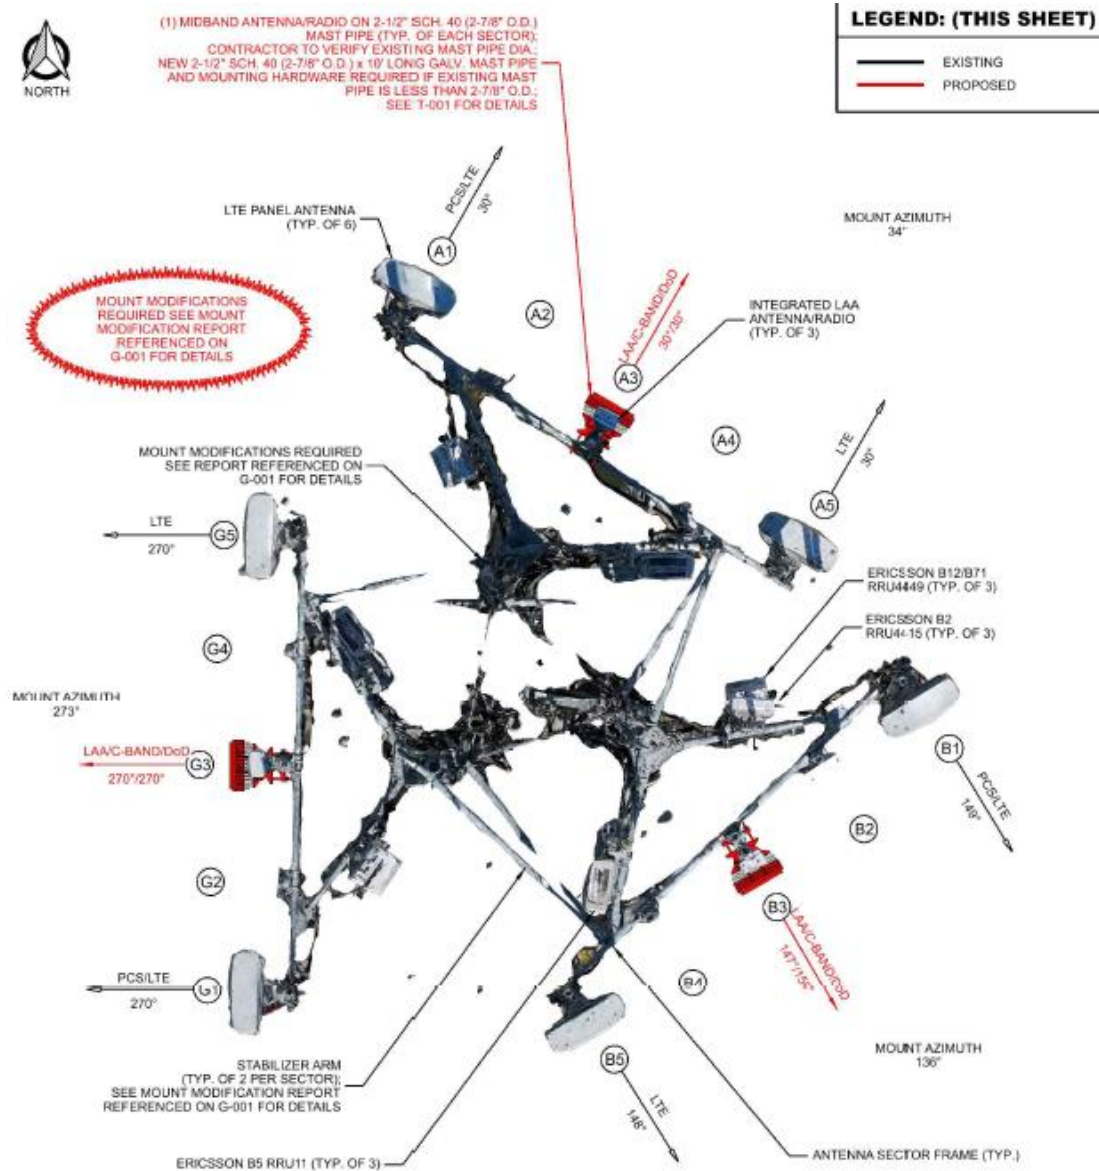 (1) MIDBAND ANTENNA/RADIO ON 2-1/2" SCH. 40 (2-7/8" O.D.)
MAST PIPE (TYP. OF EACH SECTOR);
CONTRACTOR TO VERIFY EXISTING MAST PIPE DIA.;
NEW 2-1/2" SCH. 40 (2-7/8" O.D.) x 10' LONG GALV. MAST PIPE
AND MOUNTING HARDWARE REQUIRED IF EXISTING MAST
PIPE IS LESS THAN 2-7/8" O.D.;
SEE T-001 FOR DETAILS
LEGEND: (THIS SHEET)
EXISTING
PROPOSED
NORTH
PCS/LTE
30°
LTE PANEL ANTENNA
(TYP. OF 6)
A1
MOUNT AZIMUTH
34°
MOUNT MODIFICATIONS
REQUIRED SEE MOUNT
MODIFICATION REPORT
REFERENCED ON
G-001 FOR DETAILS
A2
LAA/C-BAND/DoD
30°/30°
A3
INTEGRATED LAA
ANTENNA/RADIO
(TYP. OF 3)
A4
LTE
30°
A5
MOUNT MODIFICATIONS REQUIRED
SEE REPORT REFERENCED ON
G-001 FOR DETAILS
LTE
270°
G5
ERICSSON B12/B71
RRU4449 (TYP. OF 3)
ERICSSON B2
RRU4415 (TYP. OF 3)
G4
MOUNT AZIMUTH
273°
LAA/C-BAND/DoD
270°/270°
G3
B1
PCS/LTE
149°
B2
G2
B3
LAA/C-BAND/DoD
PCS/LTE
270°
G1
B4
MOUNT AZIMUTH
136°
STABILIZER ARM
(TYP. OF 2 PER SECTOR);
SEE MOUNT MODIFICATION REPORT
REFERENCED ON G-001 FOR DETAILS
B5
LTE
148°
ERICSSON B5 RRU11 (TYP. OF 3)
ANTENNA SECTOR FRAME (TYP.)